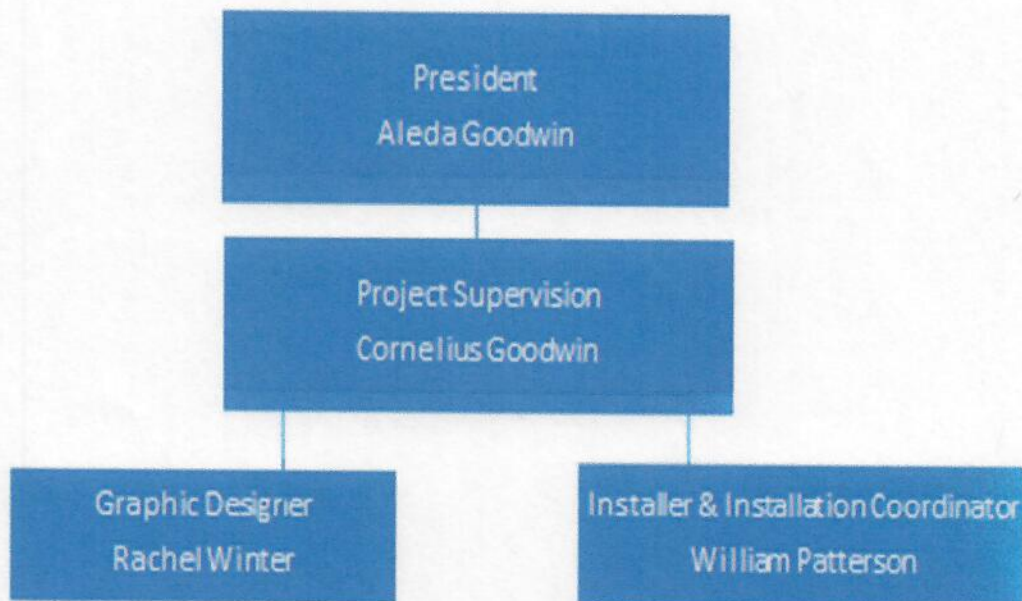 President
Aleda Goodwin
Project Supervision
Cornelius Goodwin
Graphic Designer
Rachel Winter
Installer & Installation Coordinator
William Patterson